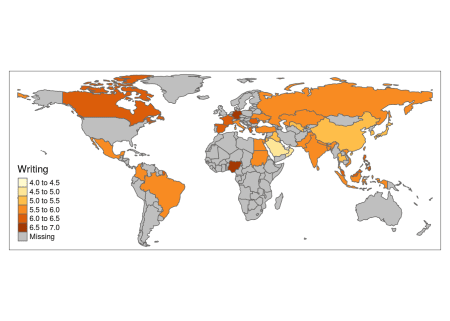 Writing
4.0 to 4.5
4.5 to 5.0
5.0 to 5.5
5.5 to 6.0
6.0 to 6.5
6.5 to 7.0
Missing